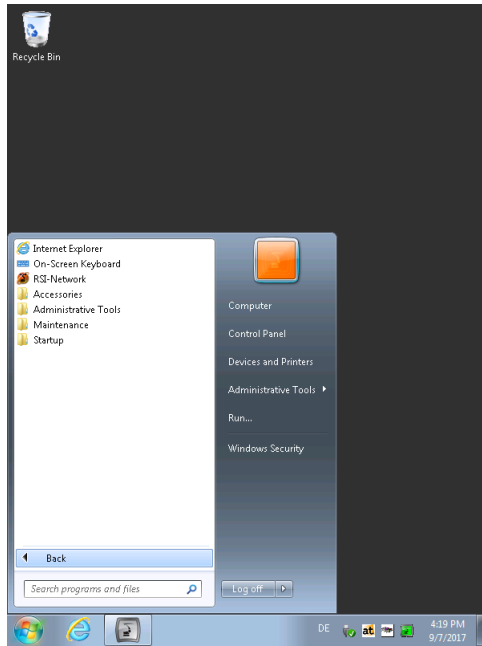 Recycle Bin
Internet Explorer
On-Screen Keyboard
RSI-Network
Accessories
Administrative Tools
Maintenance
Startup
Back
Search programs and files
Computer
Control Panel
Devices and Printers
Administrative Tools
Run...
Windows Security
Log off
DE
at
4:19 PM
9/7/2017